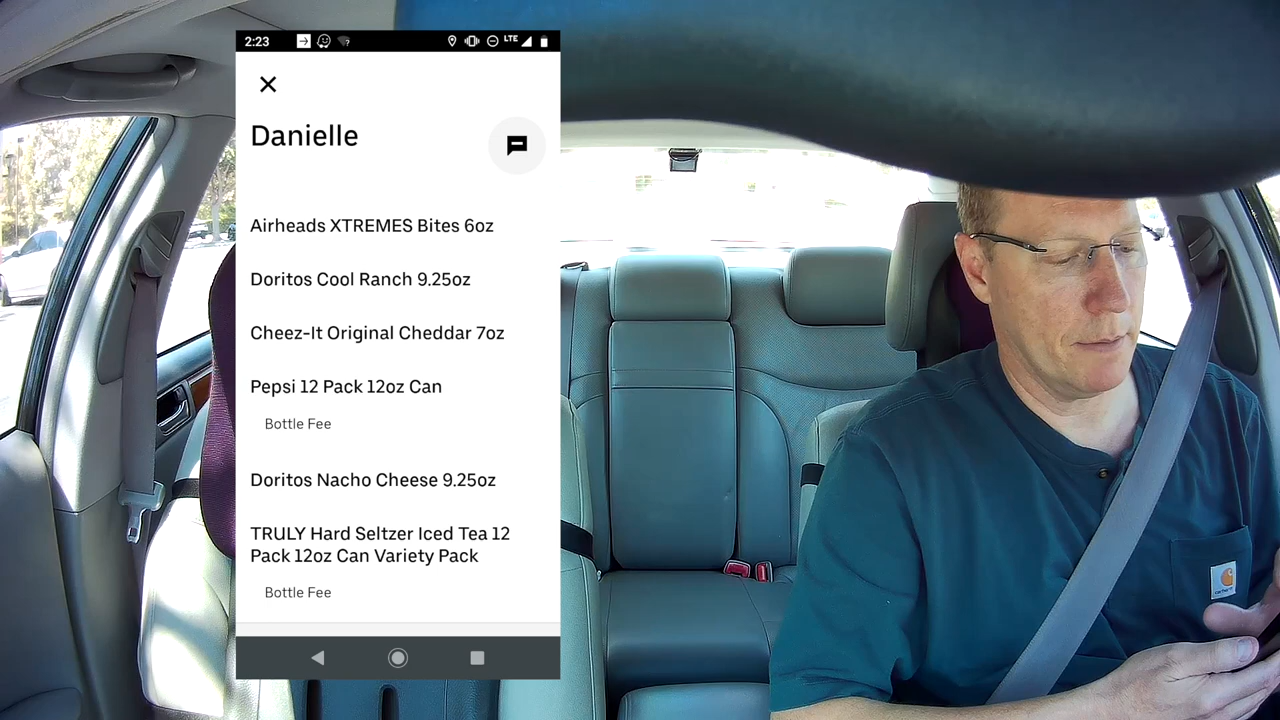 2:23
LTE
Danielle
Airheads XTREMES Bites 6oz
Doritos Cool Ranch 9.25oz
Cheez-It Original Cheddar 7oz
Pepsi 12 Pack 12oz Can
Bottle Fee
Doritos Nacho Cheese 9.25oz
TRULY Hard Seltzer Iced Tea 12
Pack 12oz Can Variety Pack
Bottle Fee
carhartt